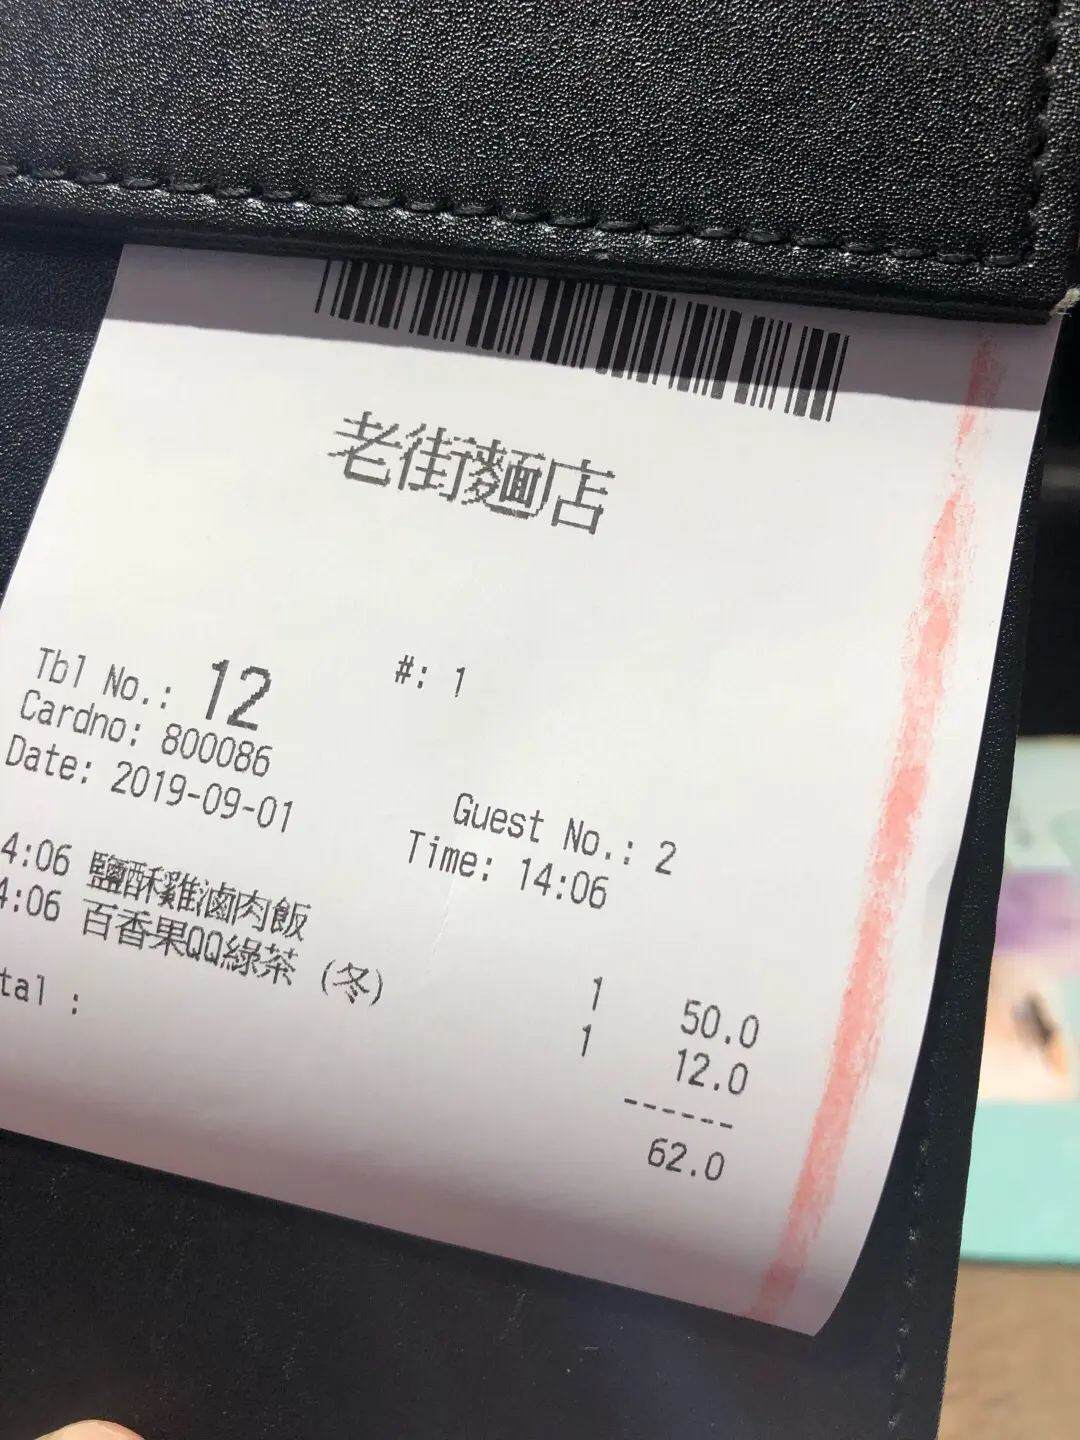 老街麵店
Tbl No.: 12 #: 1
Cardno: 800086 Guest No.: 2
Date: 2019-09-01 Time: 14:06
4:06 鹽酥雞滷肉飯 1 50.0
4:06 百香果QQ綠茶 (冬) 1 12.0
------
tal : 62.0